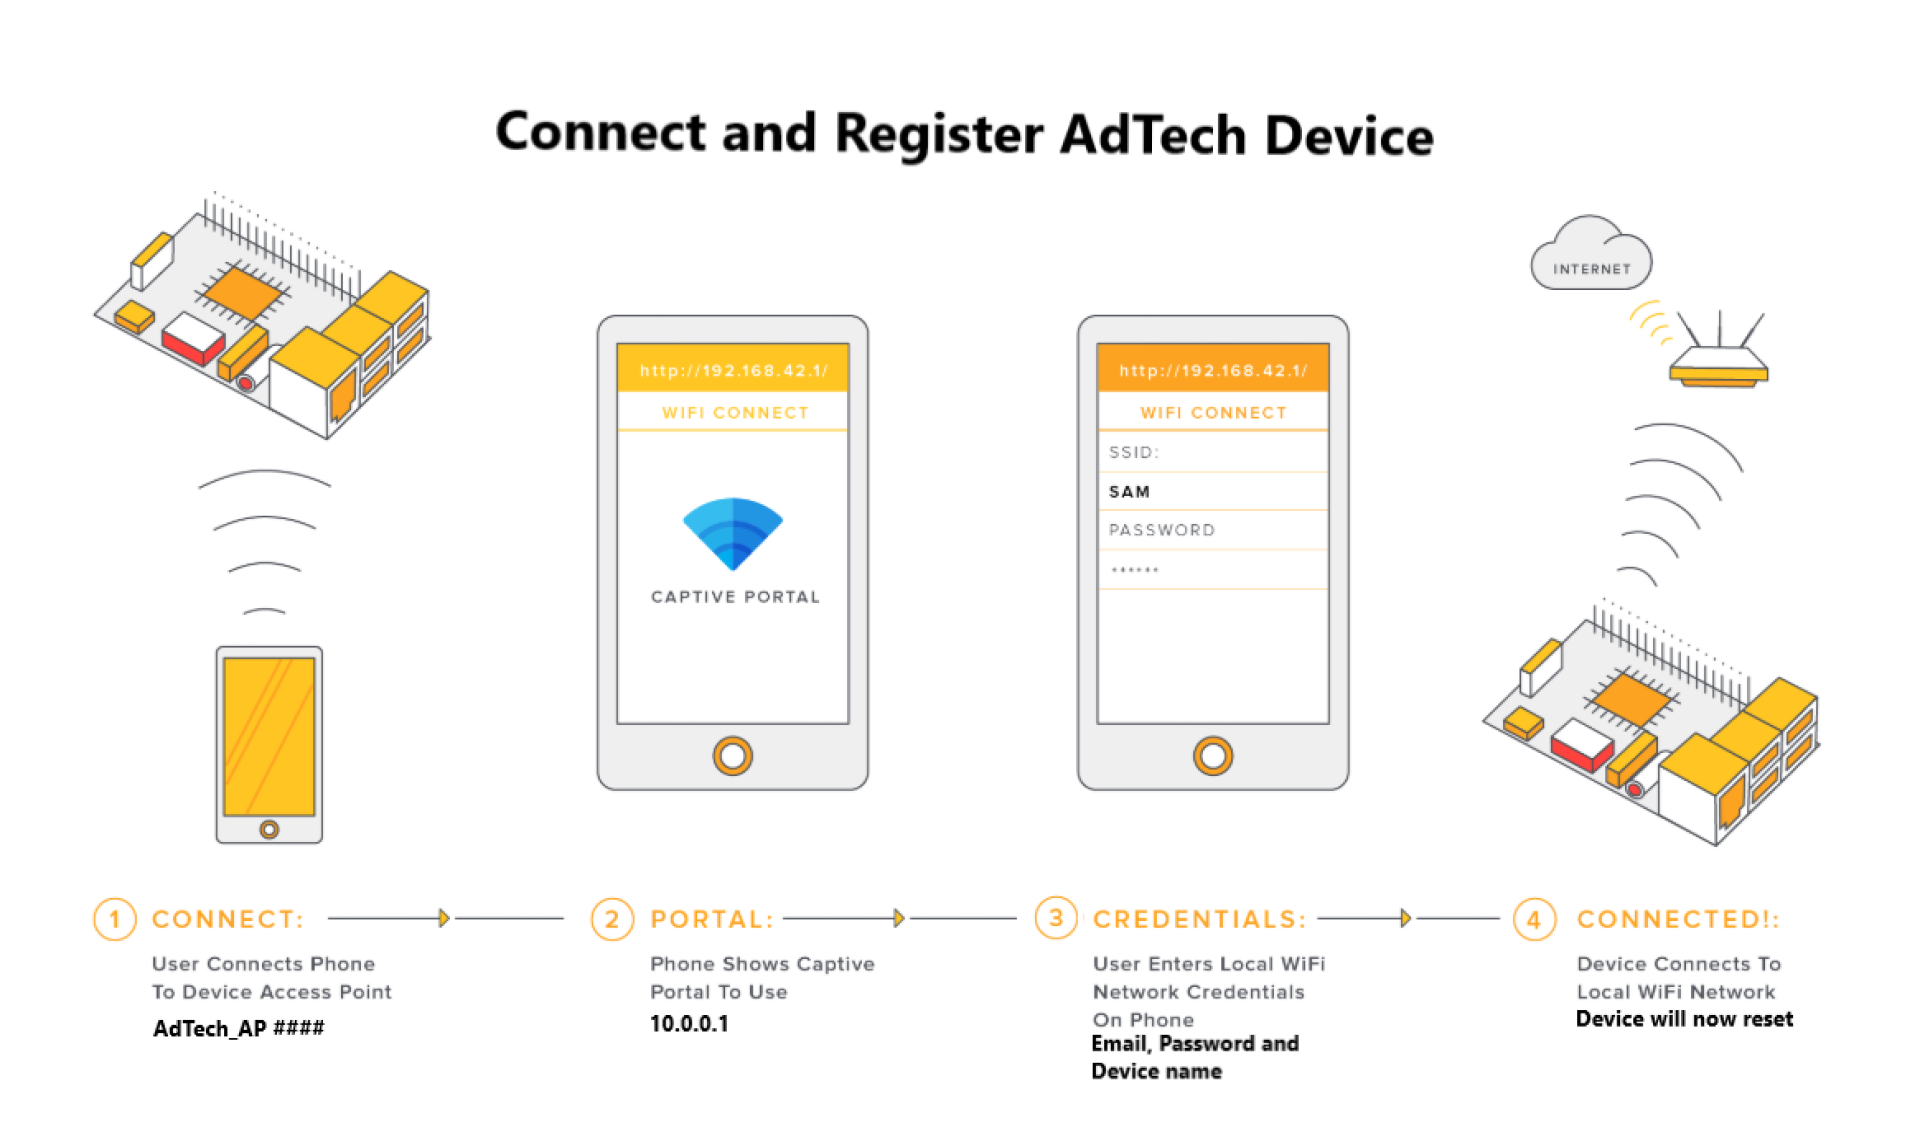 Connect and Register AdTech Device
INTERNET
http://192.168.42.1/
WIFI CONNECT
CAPTIVE PORTAL
http://192.168.42.1/
WIFI CONNECT
SSID:
SAM
PASSWORD
******
1 CONNECT:
User Connects Phone
To Device Access Point
AdTech_AP ####
2 PORTAL:
Phone Shows Captive
Portal To Use
10.0.0.1
3 CREDENTIALS:
User Enters Local WiFi
Network Credentials
On Phone
Email, Password and
Device name
4 CONNECTED!:
Device Connects To
Local WiFi Network
Device will now reset